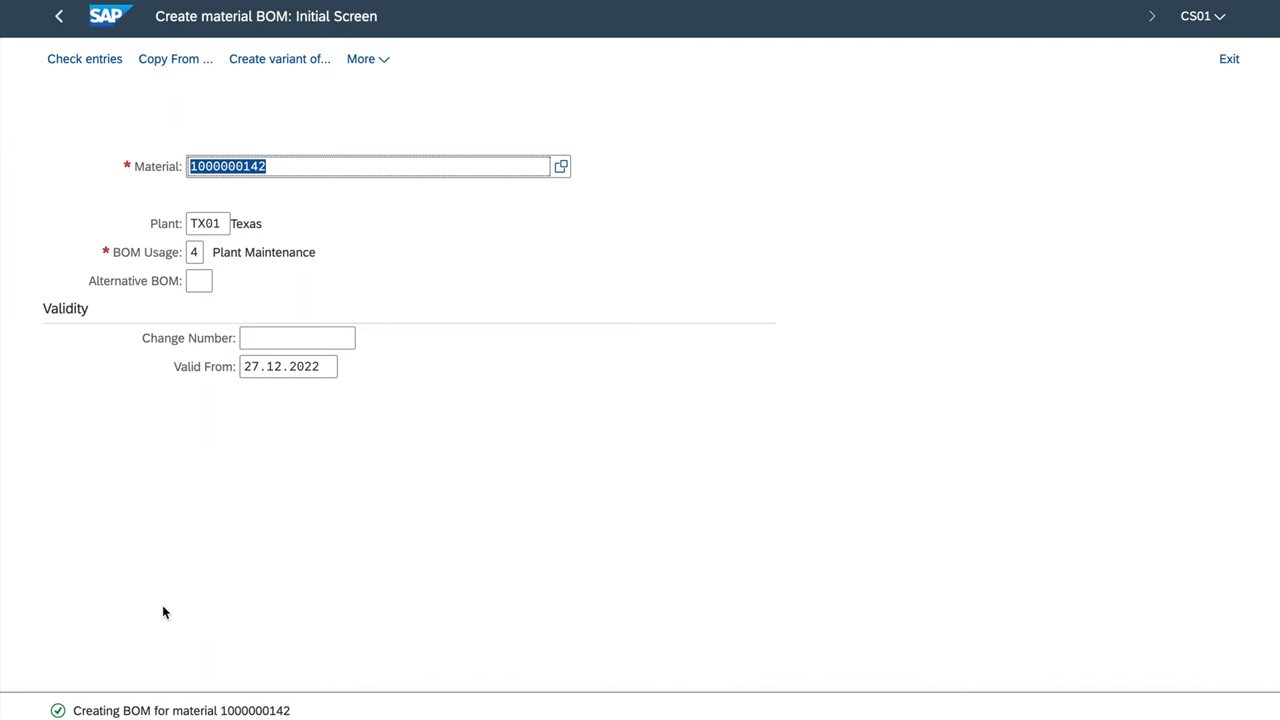 SAP Create material BOM: Initial Screen CS01
Check entries Copy From ... Create variant of... More Exit
* Material: 1000000142
Plant: TX01 Texas
* BOM Usage: 4 Plant Maintenance
Alternative BOM:
Validity
Change Number:
Valid From: 27.12.2022
Creating BOM for material 1000000142